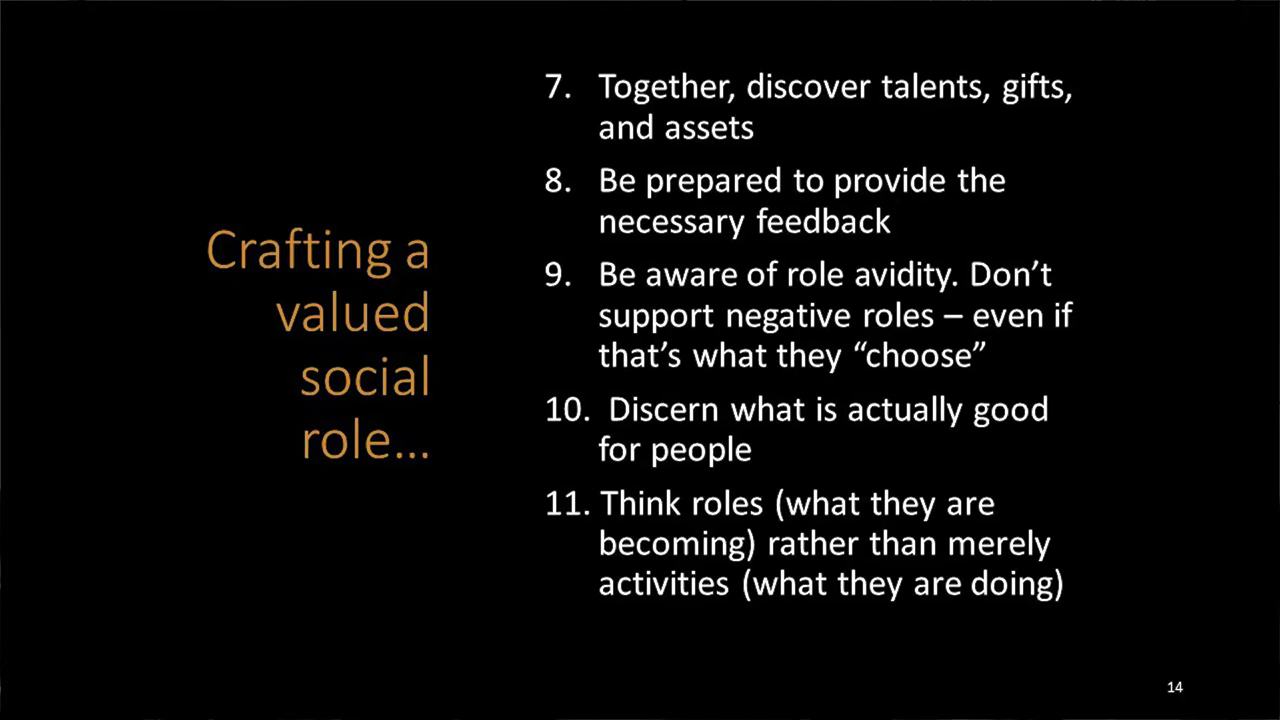 Crafting a
valued
social
role...
7. Together, discover talents, gifts,
and assets
8. Be prepared to provide the
necessary feedback
9. Be aware of role avidity. Don’t
support negative roles – even if
that’s what they “choose”
10. Discern what is actually good
for people
11. Think roles (what they are
becoming) rather than merely
activities (what they are doing)
14